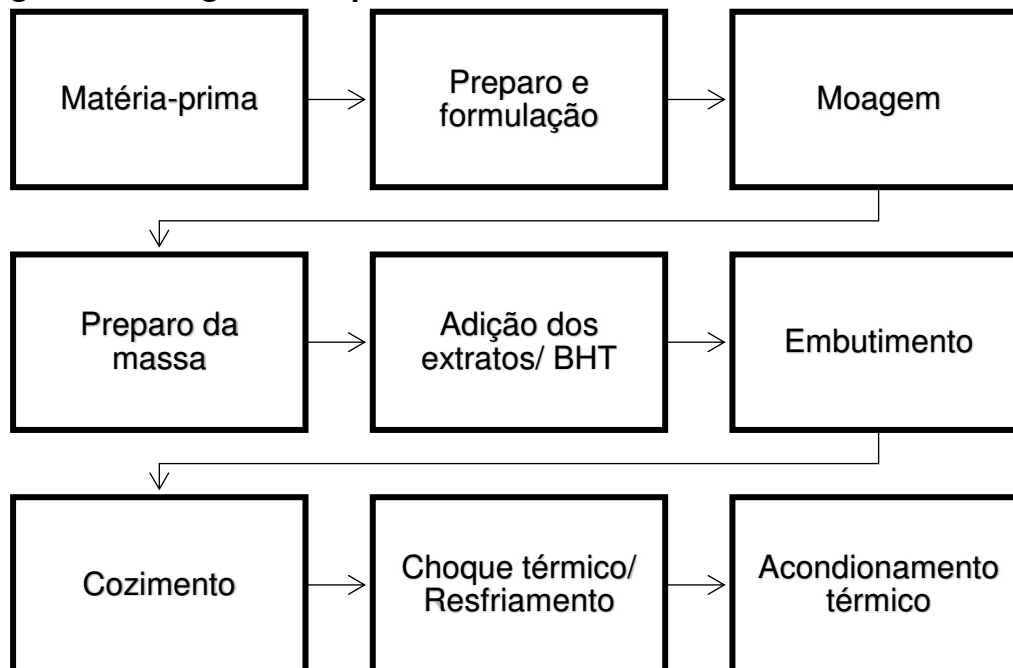 Matéria-prima
Preparo e
formulação
Moagem
Preparo da
massa
Adição dos
extratos/ BHT
Embutimento
Cozimento
Choque térmico/
Resfriamento
Acondionamento
térmico